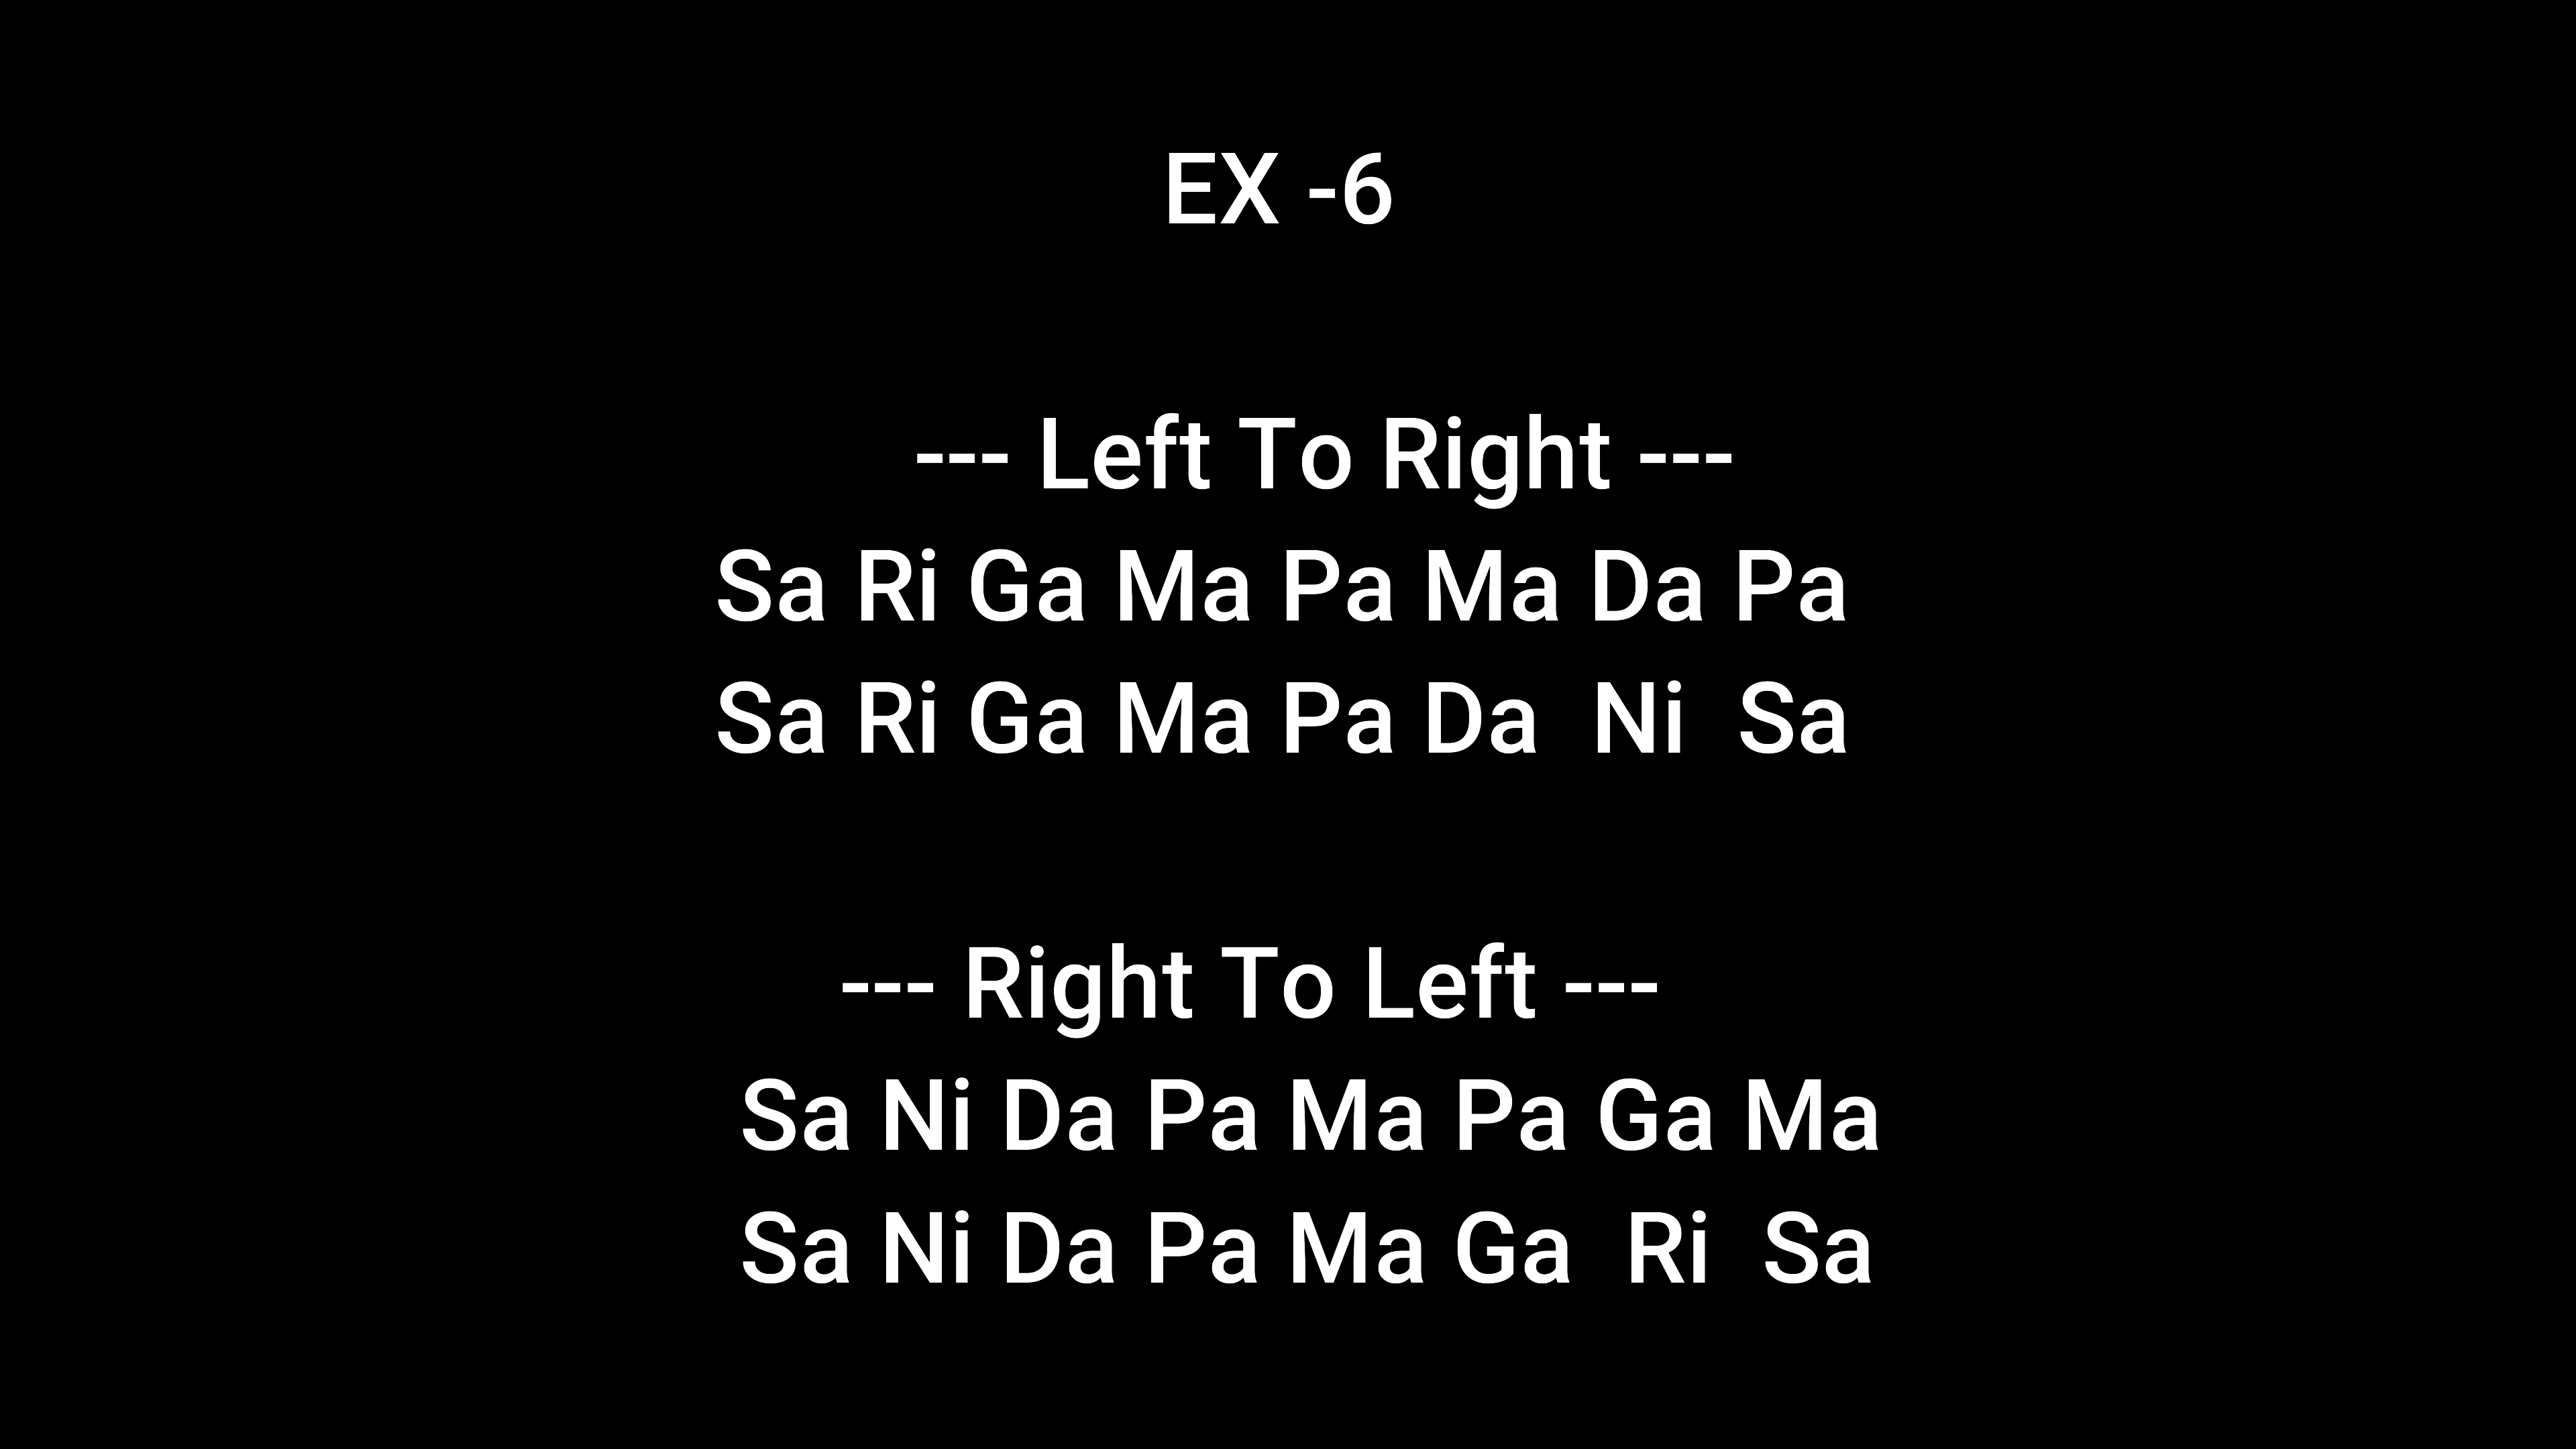 EX -6
--- Left To Right ---
Sa Ri Ga Ma Pa Ma Da Pa
Sa Ri Ga Ma Pa Da  Ni  Sa
--- Right To Left ---
Sa Ni Da Pa Ma Pa Ga Ma
Sa Ni Da Pa Ma Ga  Ri  Sa